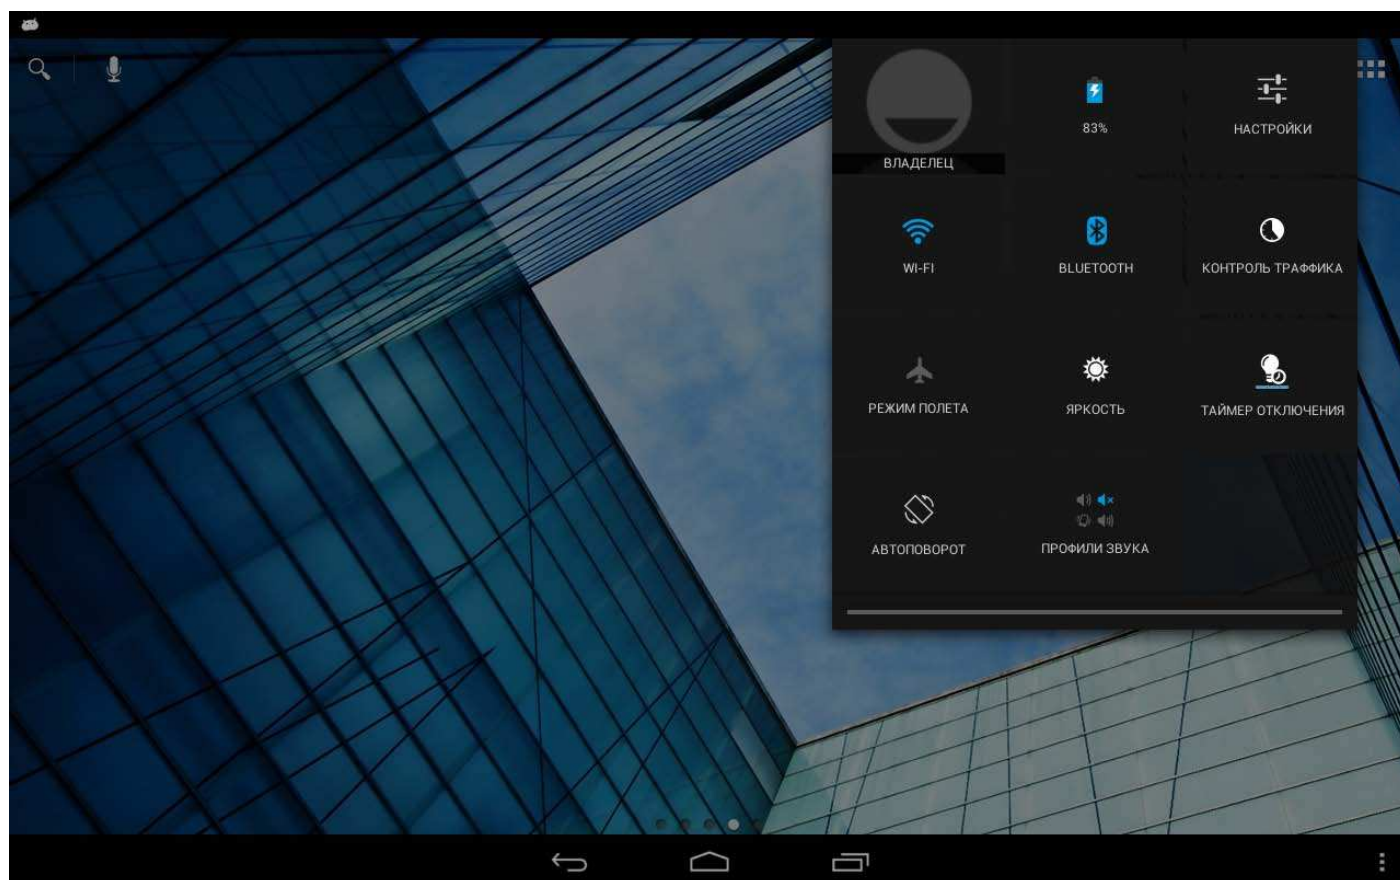 83%
НАСТРОЙКИ
ВЛАДЕЛЕЦ
WI-FI
BLUETOOTH
КОНТРОЛЬ ТРАФФИКА
РЕЖИМ ПОЛЕТА
ЯРКОСТЬ
ТАЙМЕР ОТКЛЮЧЕНИЯ
АВТОПОВОРОТ
ПРОФИЛИ ЗВУКА